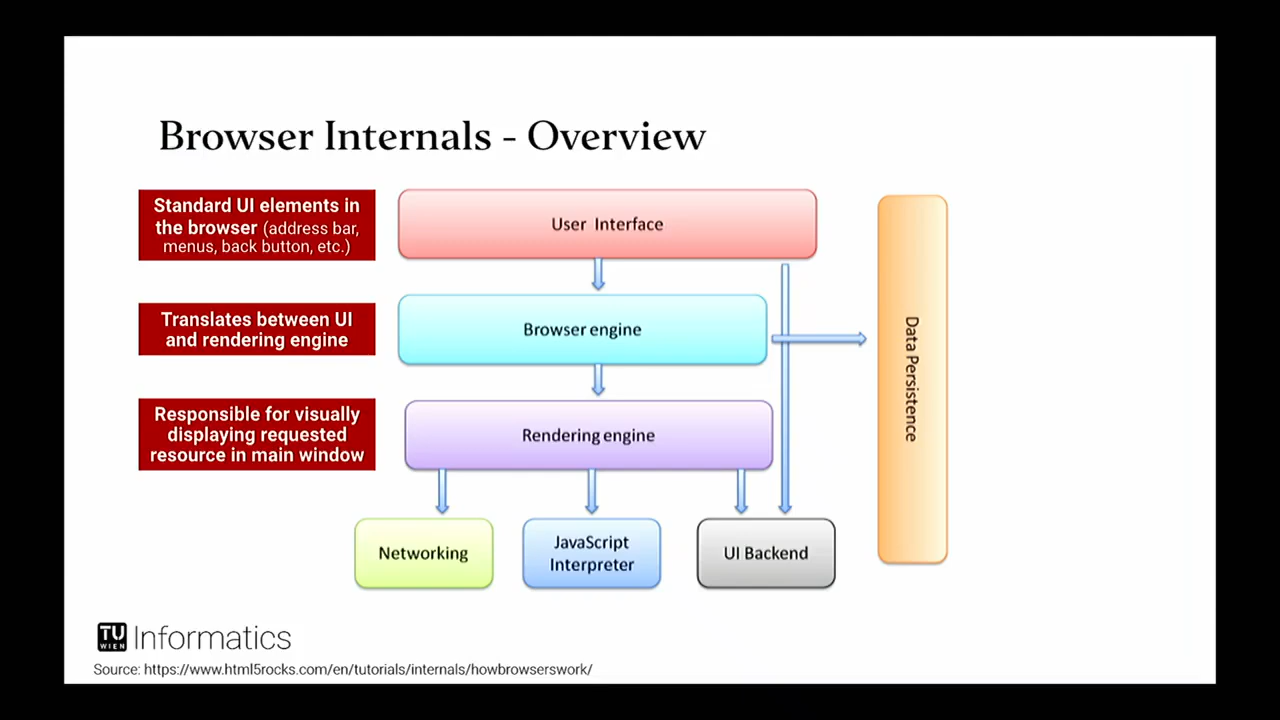 Browser Internals - Overview
Standard UI elements in
the browser (address bar,
menus, back button, etc.)
User Interface
Translates between UI
and rendering engine
Browser engine
Data Persistence
Responsible for visually
displaying requested
resource in main window
Rendering engine
Networking
JavaScript
Interpreter
UI Backend
TU
WIEN
Informatics
Source: https://www.html5rocks.com/en/tutorials/internals/howbrowserswork/